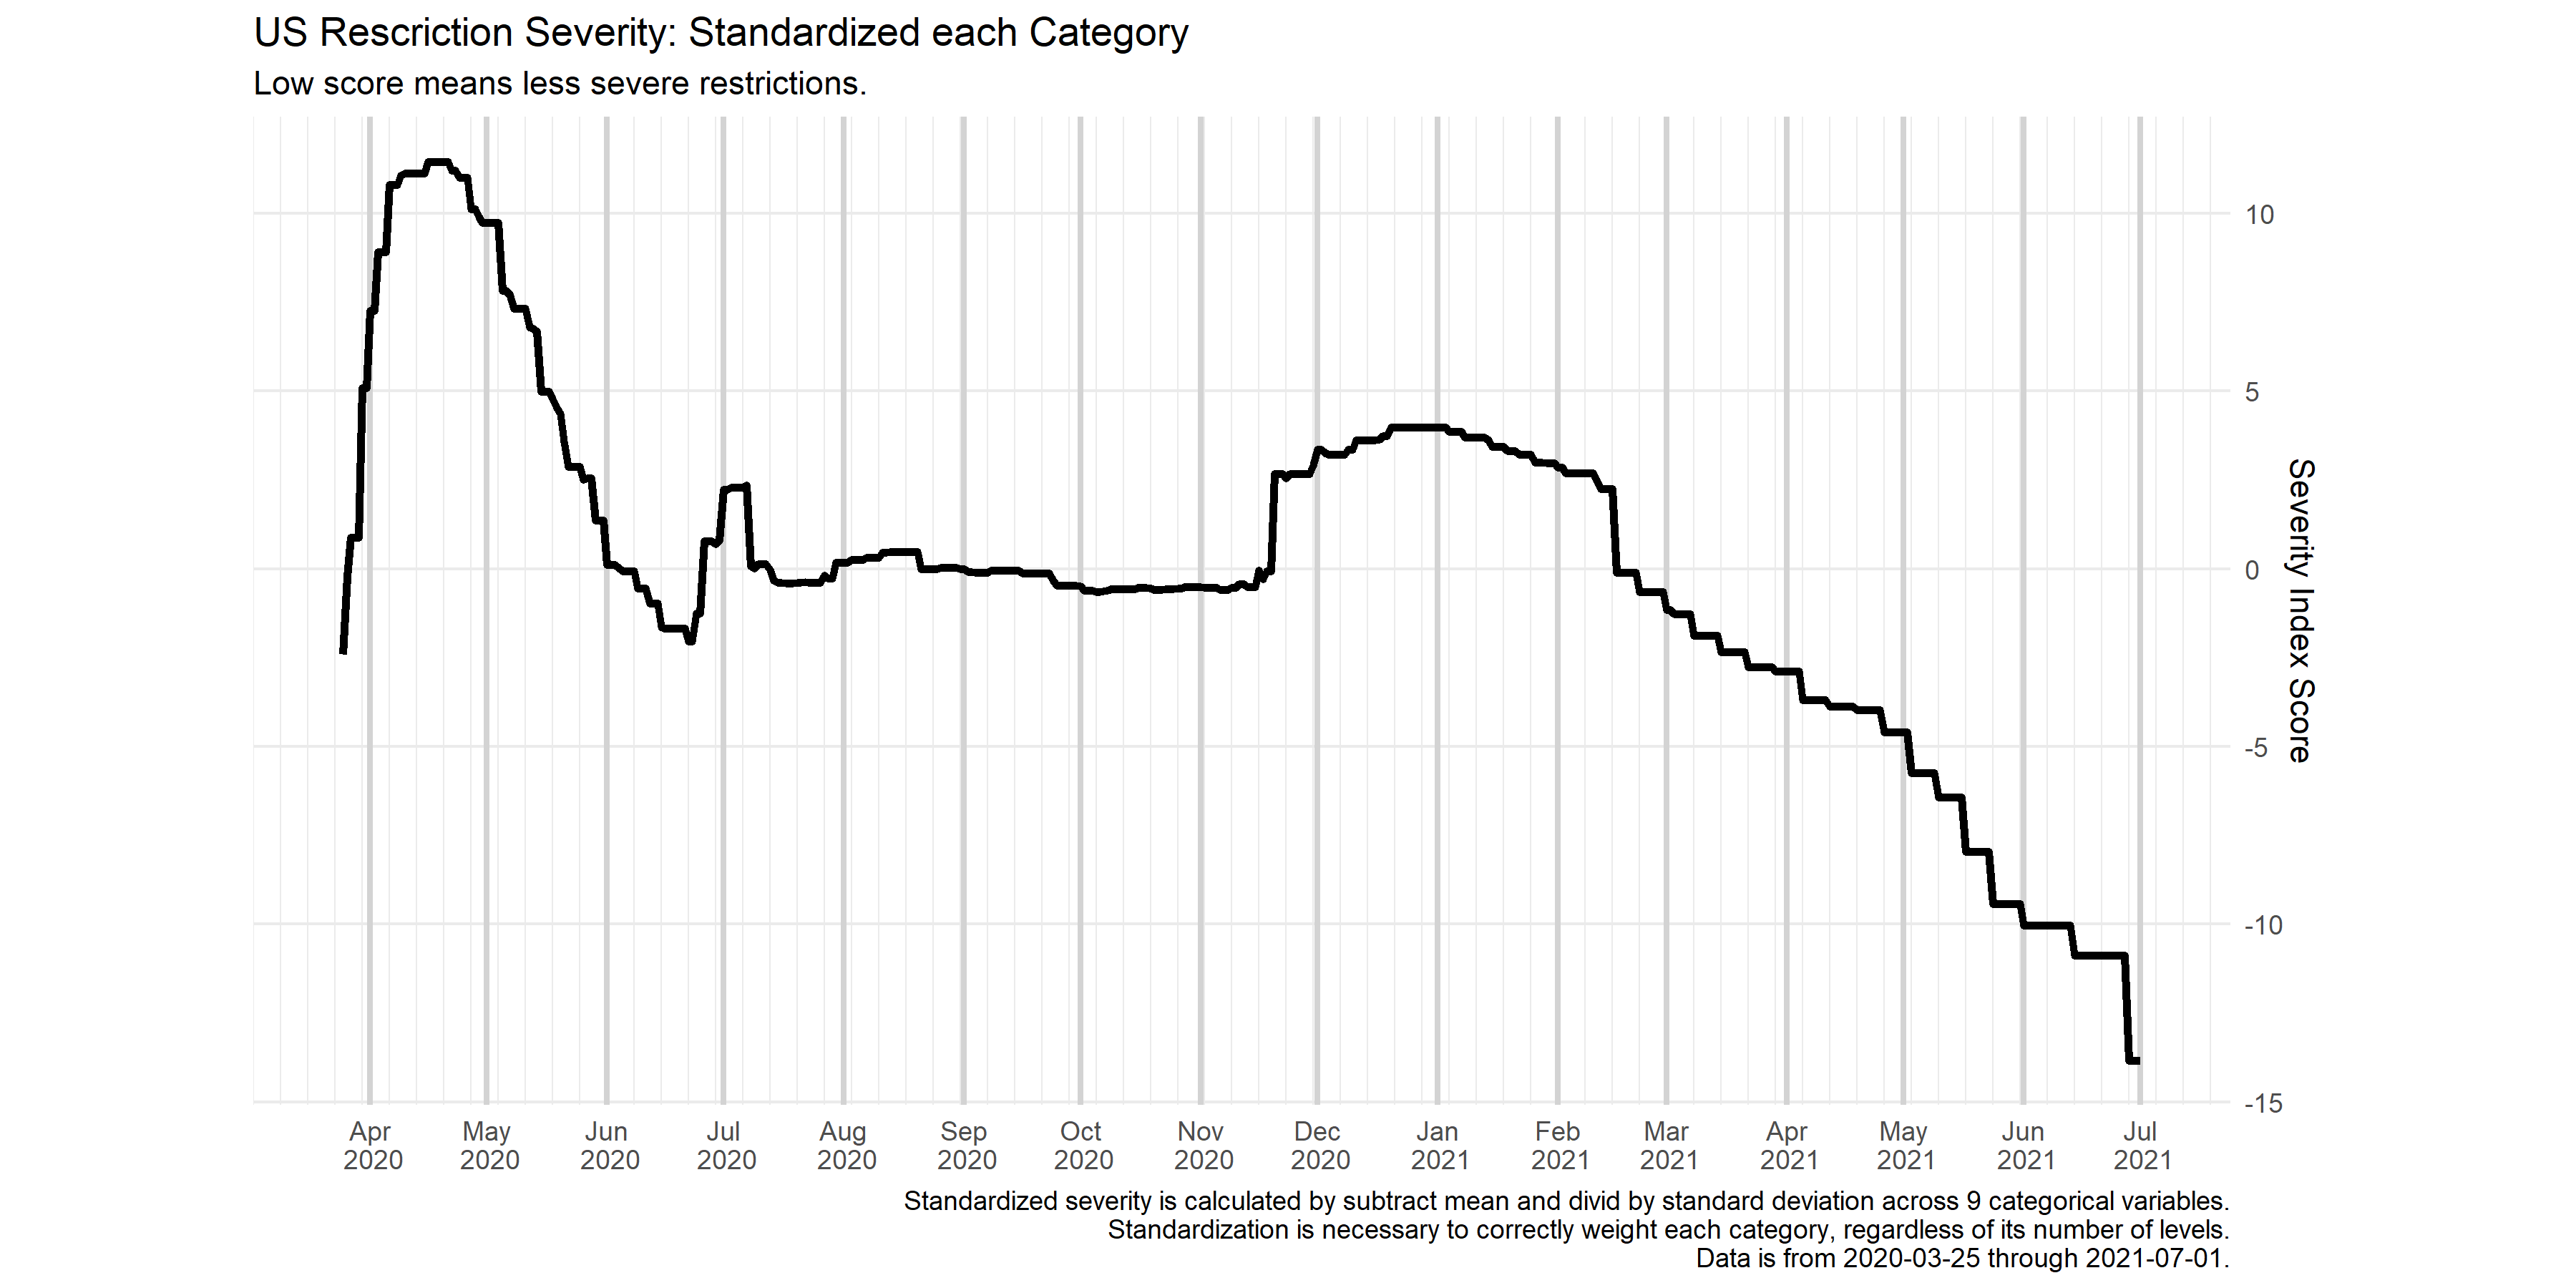 US Rescriction Severity: Standardized each Category
Low score means less severe restrictions.
10
5
0
-5
-10
-15
Severity Index Score
Apr 2020
May 2020
Jun 2020
Jul 2020
Aug 2020
Sep 2020
Oct 2020
Nov 2020
Dec 2020
Jan 2021
Feb 2021
Mar 2021
Apr 2021
May 2021
Jun 2021
Jul 2021
Standardized severity is calculated by subtract mean and divid by standard deviation across 9 categorical variables.
Standardization is necessary to correctly weight each category, regardless of its number of levels.
Data is from 2020-03-25 through 2021-07-01.